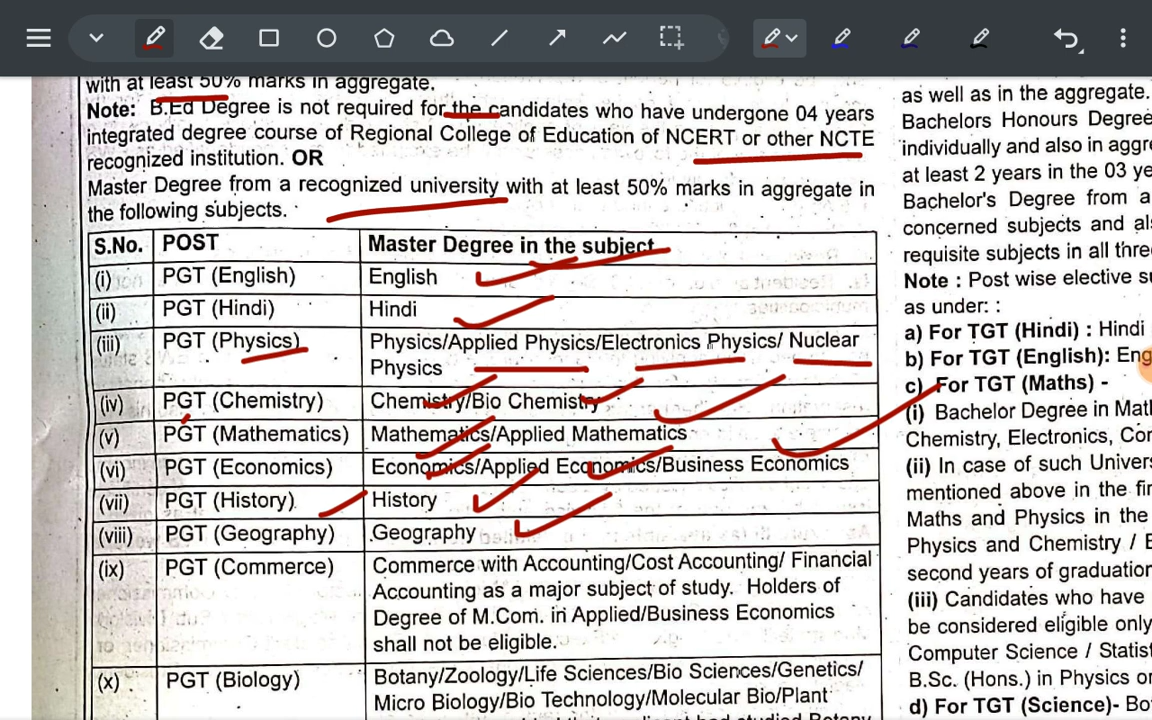 with at least 50% marks in aggregate.
Note: B.Ed Degree is not required for the candidates who have undergone 04 years
integrated degree course of Regional College of Education of NCERT or other NCTE
recognized institution. OR
Master Degree from a recognized university with at least 50% marks in aggregate in
the following subjects.
S.No. POST Master Degree in the subject
(i) PGT (English) English
(ii) PGT (Hindi) Hindi
(iii) PGT (Physics) Physics/Applied Physics/Electronics Physics/ Nuclear
Physics
(iv) PGT (Chemistry) Chemistry/Bio Chemistry
(v) PGT (Mathematics) Mathematics/Applied Mathematics
(vi) PGT (Economics) Economics/Applied Economics/Business Economics
(vii) PGT (History) History
(viii) PGT (Geography) Geography
(ix) PGT (Commerce) Commerce with Accounting/Cost Accounting/ Financial
Accounting as a major subject of study. Holders of
Degree of M.Com. in Applied/Business Economics
shall not be eligible.
(x) PGT (Biology) Botany/Zoology/Life Sciences/Bio Sciences/Genetics/
Micro Biology/Bio Technology/Molecular Bio/Plant
as well as in the aggregate.
Bachelors Honours Degree
individually and also in aggre
at least 2 years in the 03 ye
Bachelor's Degree from a
concerned subjects and als
requisite subjects in all thre
Note : Post wise elective su
as under: :
a) For TGT (Hindi) : Hindi
b) For TGT (English): Eng
c) For TGT (Maths) -
(i) Bachelor Degree in Mat
Chemistry, Electronics, Com
(ii) In case of such Univers
mentioned above in the fir
Maths and Physics in the
Physics and Chemistry / E
second years of graduation
(iii) Candidates who have
be considered eligible only
Computer Science / Statist
B.Sc. (Hons.) in Physics or
d) For TGT (Science)- Bo